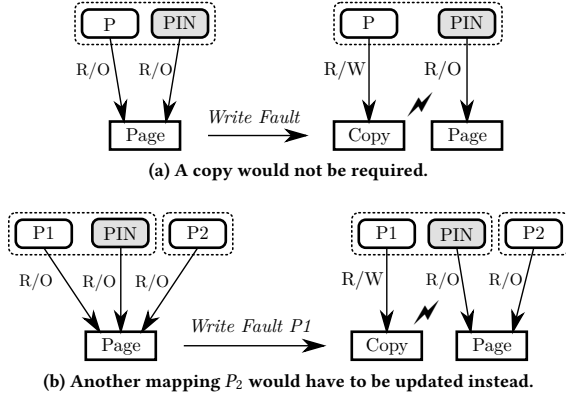 P PIN P PIN
R/O R/O R/W R/O
Write Fault
Page Copy Page
(a) A copy would not be required.
P1 PIN P2 P1 PIN P2
R/O R/O R/O R/W R/O R/O
Write Fault P1
Page Copy Page
(b) Another mapping P2 would have to be updated instead.